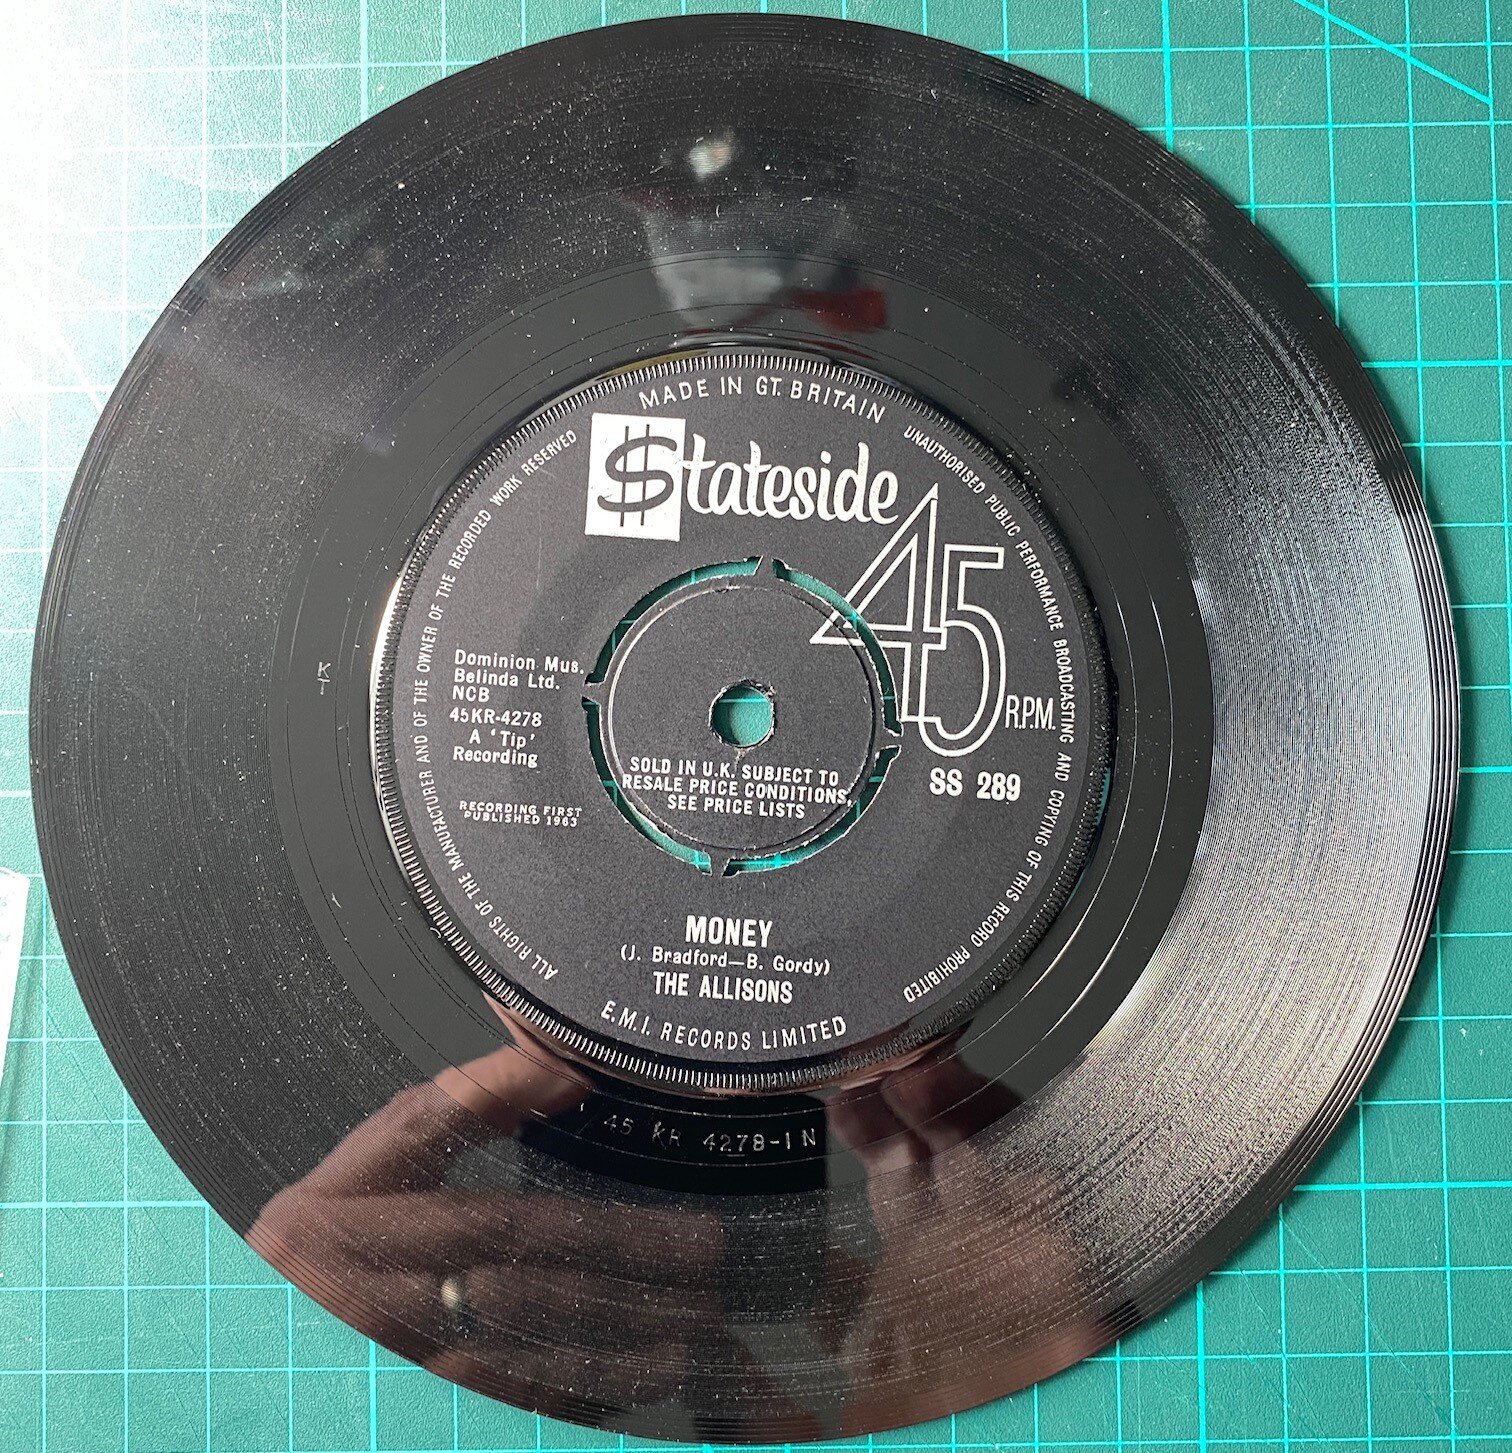 MADE IN GT. BRITAIN
$tateside
45
R.P.M.
SS 289
Dominion Mus.
Belinda Ltd.
NCB
45KR-4278
A ‘Tip’
Recording
RECORDING FIRST
PUBLISHED 1963
SOLD IN U.K. SUBJECT TO
RESALE PRICE CONDITIONS,
SEE PRICE LISTS
MONEY
(J. Bradford—B. Gordy)
THE ALLISONS
E.M.I. RECORDS LIMITED
ALL RIGHTS OF THE MANUFACTURER AND OF THE OWNER OF THE RECORDED WORK RESERVED
UNAUTHORISED PUBLIC PERFORMANCE BROADCASTING AND COPYING OF THIS RECORD PROHIBITED
45 KR 4278-1N